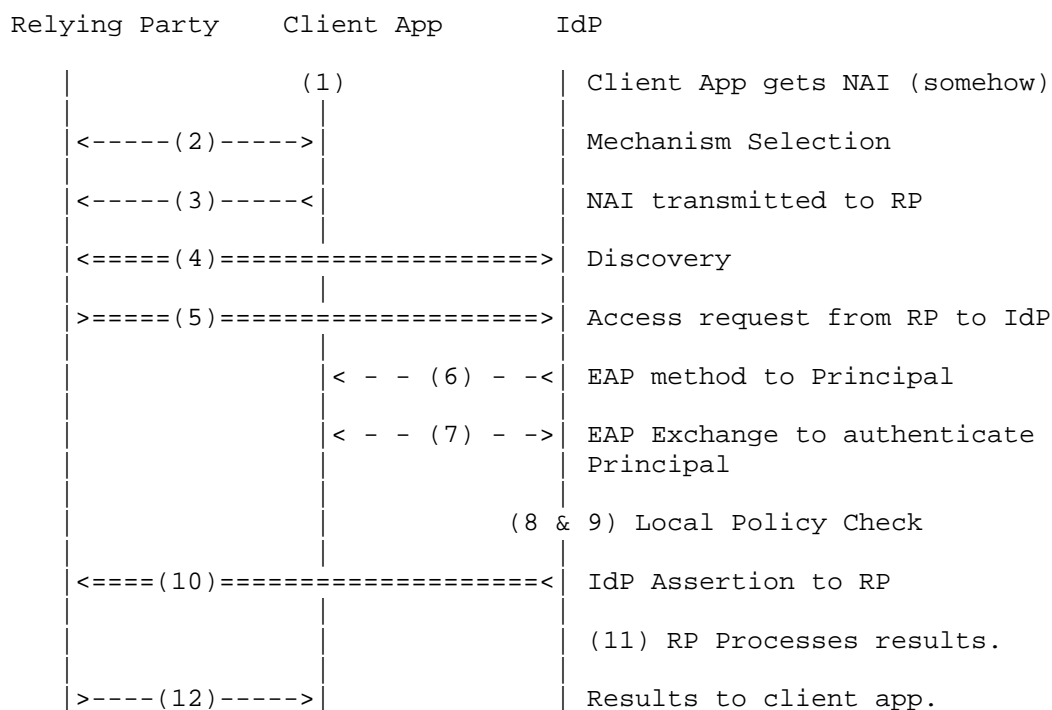 Relying Party Client App IdP
(1) Client App gets NAI (somehow)
<-----(2)-----> Mechanism Selection
<-----(3)-----< NAI transmitted to RP
<=====(4)====================> Discovery
>=====(5)====================> Access request from RP to IdP
< - - (6) - -< EAP method to Principal
< - - (7) - -> EAP Exchange to authenticate
Principal
(8 & 9) Local Policy Check
<====(10)====================< IdP Assertion to RP
(11) RP Processes results.
>----(12)-----> Results to client app.